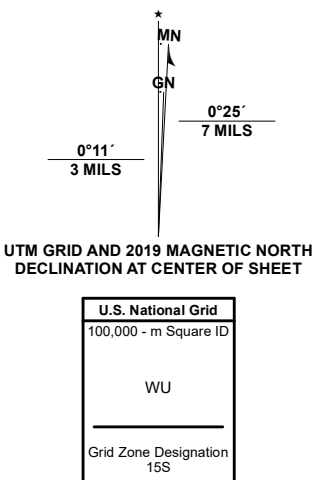 ★
MN
GN
0°25´
7 MILS
0°11´
3 MILS
UTM GRID AND 2019 MAGNETIC NORTH
DECLINATION AT CENTER OF SHEET
U.S. National Grid
100,000 - m Square ID
WU
Grid Zone Designation
15S